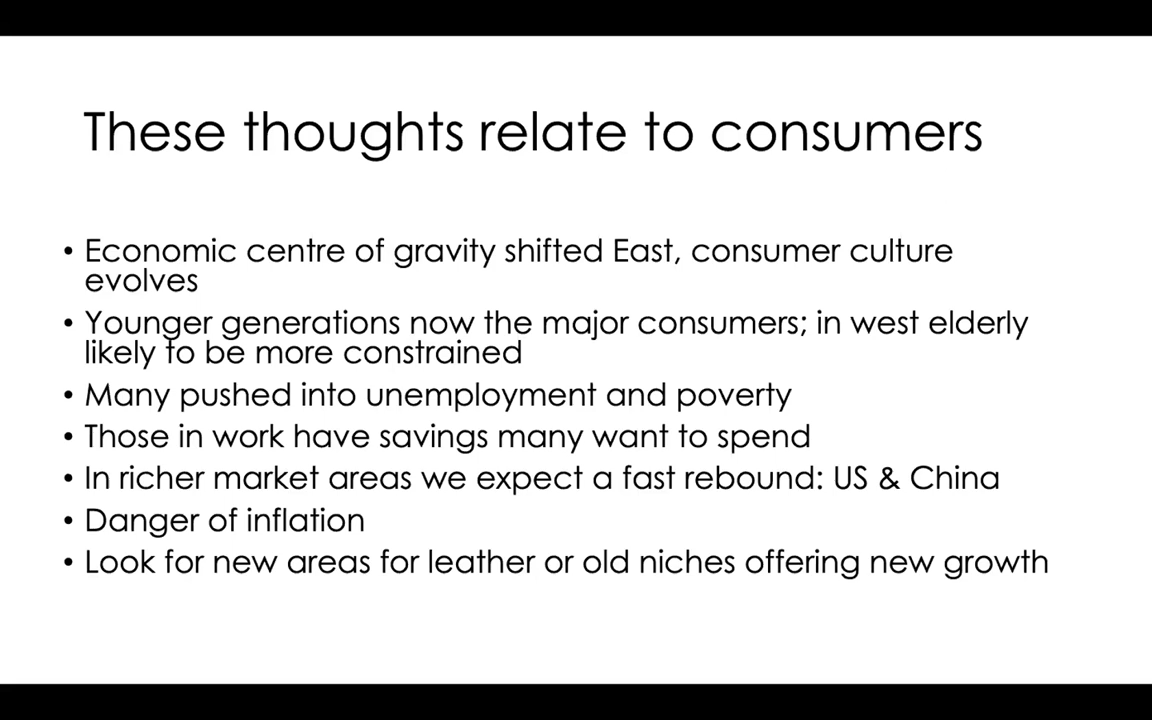 These thoughts relate to consumers
• Economic centre of gravity shifted East, consumer culture
evolves
• Younger generations now the major consumers; in west elderly
likely to be more constrained
• Many pushed into unemployment and poverty
• Those in work have savings many want to spend
• In richer market areas we expect a fast rebound: US & China
• Danger of inflation
• Look for new areas for leather or old niches offering new growth